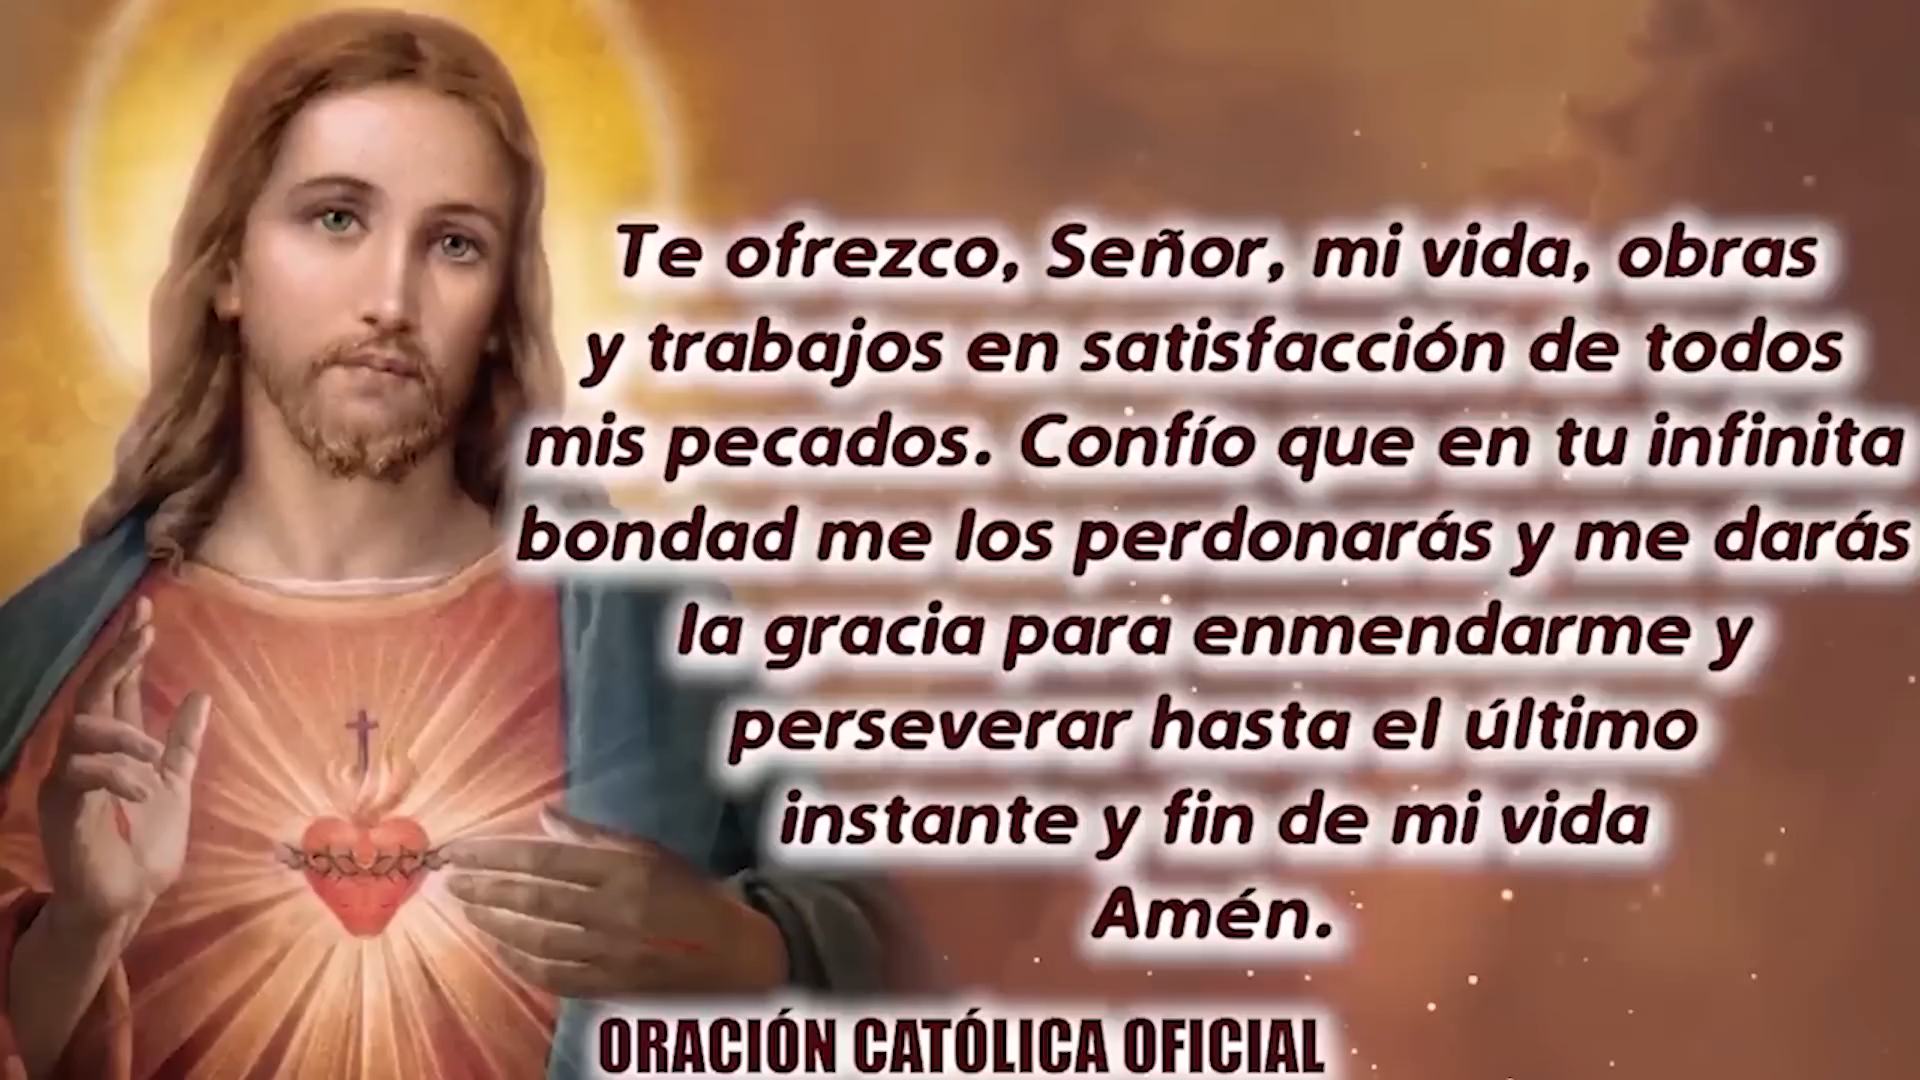 Te ofrezco, Señor, mi vida, obras
y trabajos en satisfacción de todos
mis pecados. Confío que en tu infinita
bondad me los perdonarás y me darás
la gracia para enmendarme y
perseverar hasta el último
instante y fin de mi vida
Amén.
ORACIÓN CATÓLICA OFICIAL